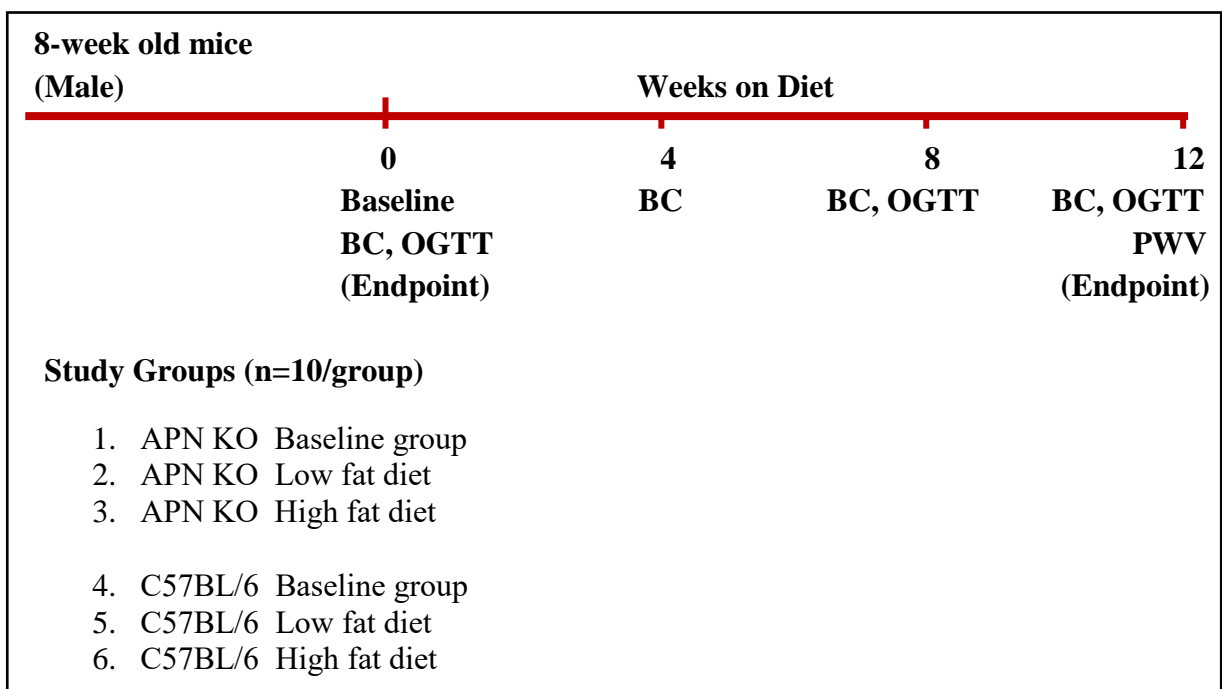 8-week old mice
(Male)
Weeks on Diet
0
4
8
12
Baseline
BC
BC, OGTT
BC, OGTT
BC, OGTT
PWV
(Endpoint)
(Endpoint)
Study Groups (n=10/group)
1. APN KO Baseline group
2. APN KO Low fat diet
3. APN KO High fat diet
4. C57BL/6 Baseline group
5. C57BL/6 Low fat diet
6. C57BL/6 High fat diet